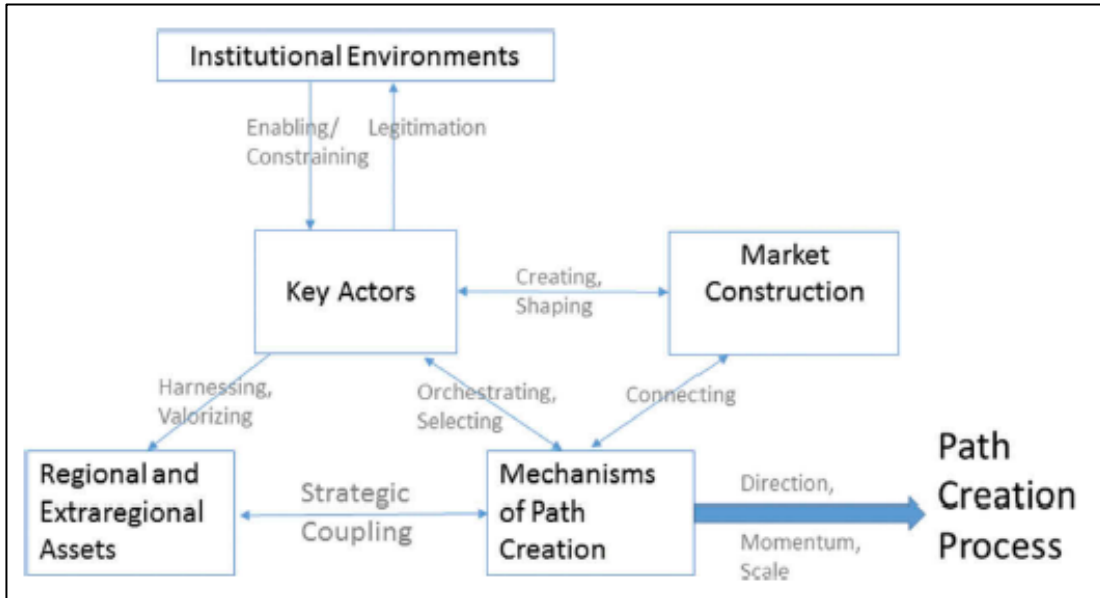 Institutional Environments
Enabling/
Constraining
Legitimation
Key Actors
Creating,
Shaping
Market
Construction
Harnessing,
Valorizing
Orchestrating,
Selecting
Connecting
Regional and
Extraregional
Assets
Strategic
Coupling
Mechanisms
of Path
Creation
Direction,
Momentum,
Scale
Path
Creation
Process